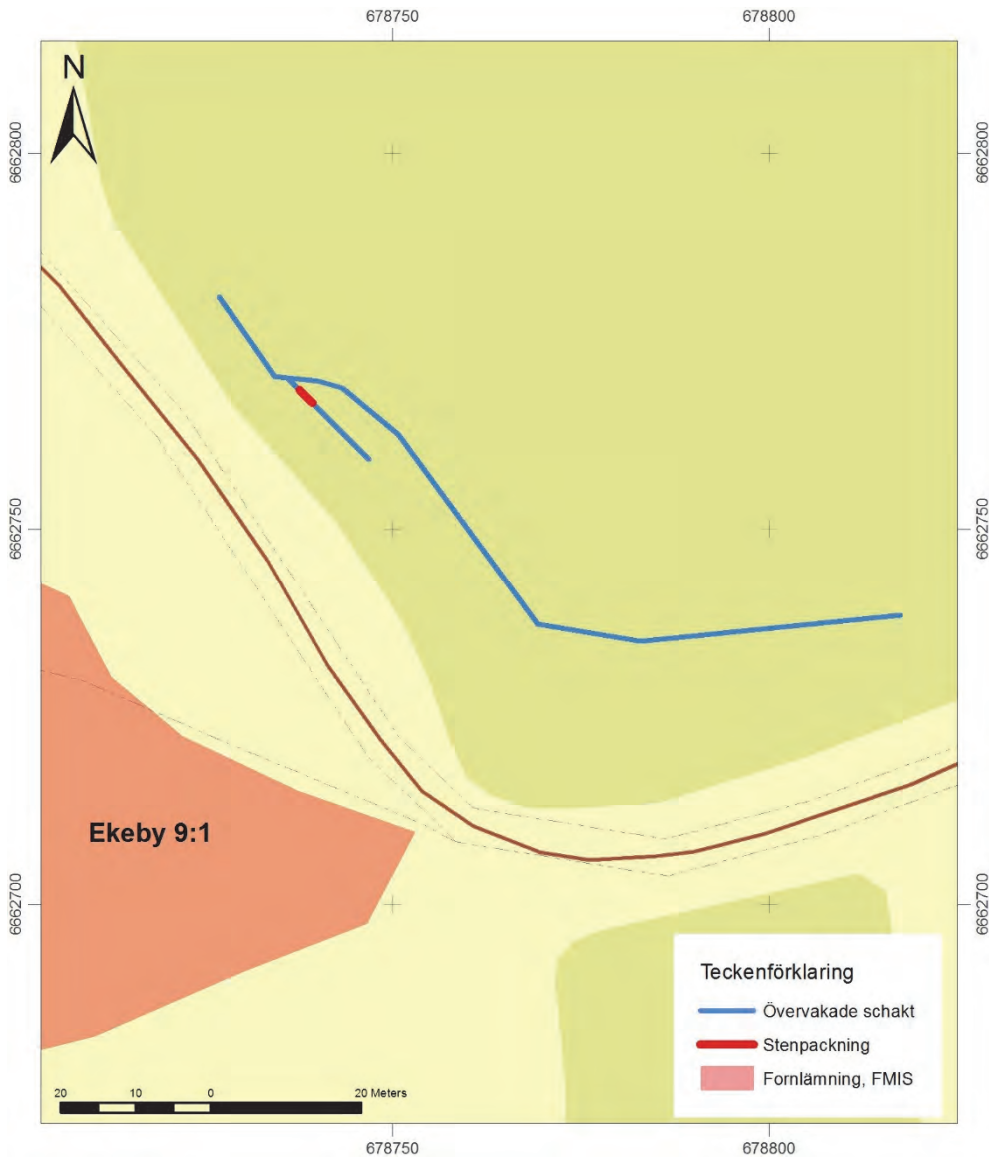 678750
678800
N
6662800
6662800
6662750
6662750
Ekeby 9:1
6662700
6662700
Teckenförklaring
Övervakade schakt
Stenpackning
Fornlämning, FMIS
20 10 0 20 Meters
678750
678800